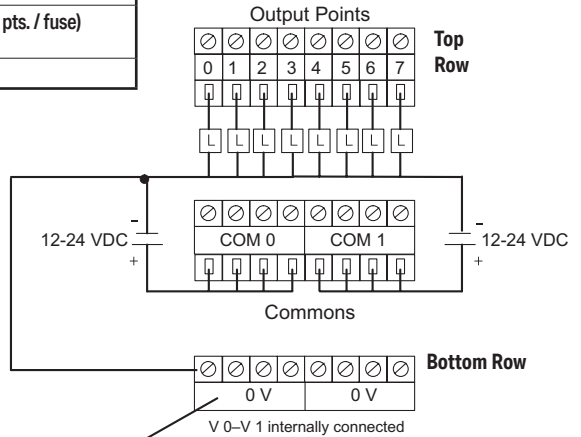 pts. / fuse)
Output Points
Top
Row
0 1 2 3 4 5 6 7
L L L L L L L L
- -
12-24 VDC COM 0 COM 1 12-24 VDC
+ +
Commons
Bottom Row
0 V 0 V
V 0–V 1 internally connected